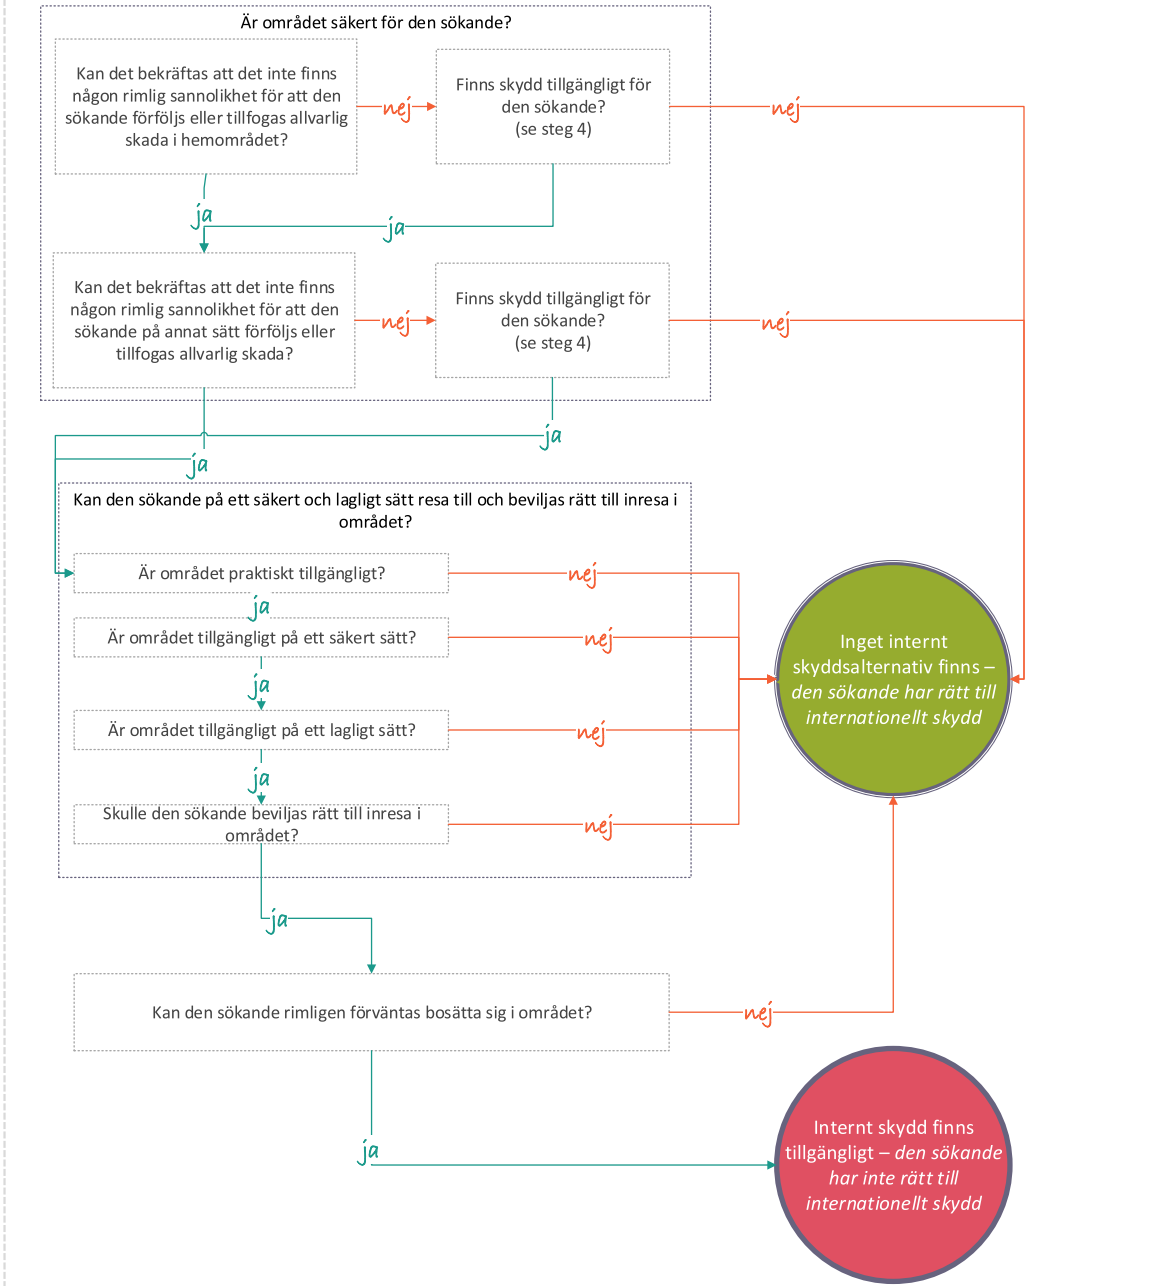 Är området säkert för den sökande?
Kan det bekräftas att det inte finns
någon rimlig sannolikhet för att den
sökande förföljs eller tillfogas allvarlig
skada i hemområdet?
nej
Finns skydd tillgängligt för
den sökande?
(se steg 4)
nej
ja
ja
Kan det bekräftas att det inte finns
någon rimlig sannolikhet för att den
sökande på annat sätt förföljs eller
tillfogas allvarlig skada?
nej
Finns skydd tillgängligt för
den sökande?
(se steg 4)
nej
ja
ja
Kan den sökande på ett säkert och lagligt sätt resa till och beviljas rätt till inresa i
området?
Är området praktiskt tillgängligt?
nej
ja
Är området tillgängligt på ett säkert sätt?
nej
ja
Är området tillgängligt på ett lagligt sätt?
nej
ja
Skulle den sökande beviljas rätt till inresa i
området?
nej
Inget internt
skyddsalternativ finns –
den sökande har rätt till
internationellt skydd
ja
Kan den sökande rimligen förväntas bosätta sig i området?
nej
ja
Internt skydd finns
tillgängligt – den sökande
har inte rätt till
internationellt skydd